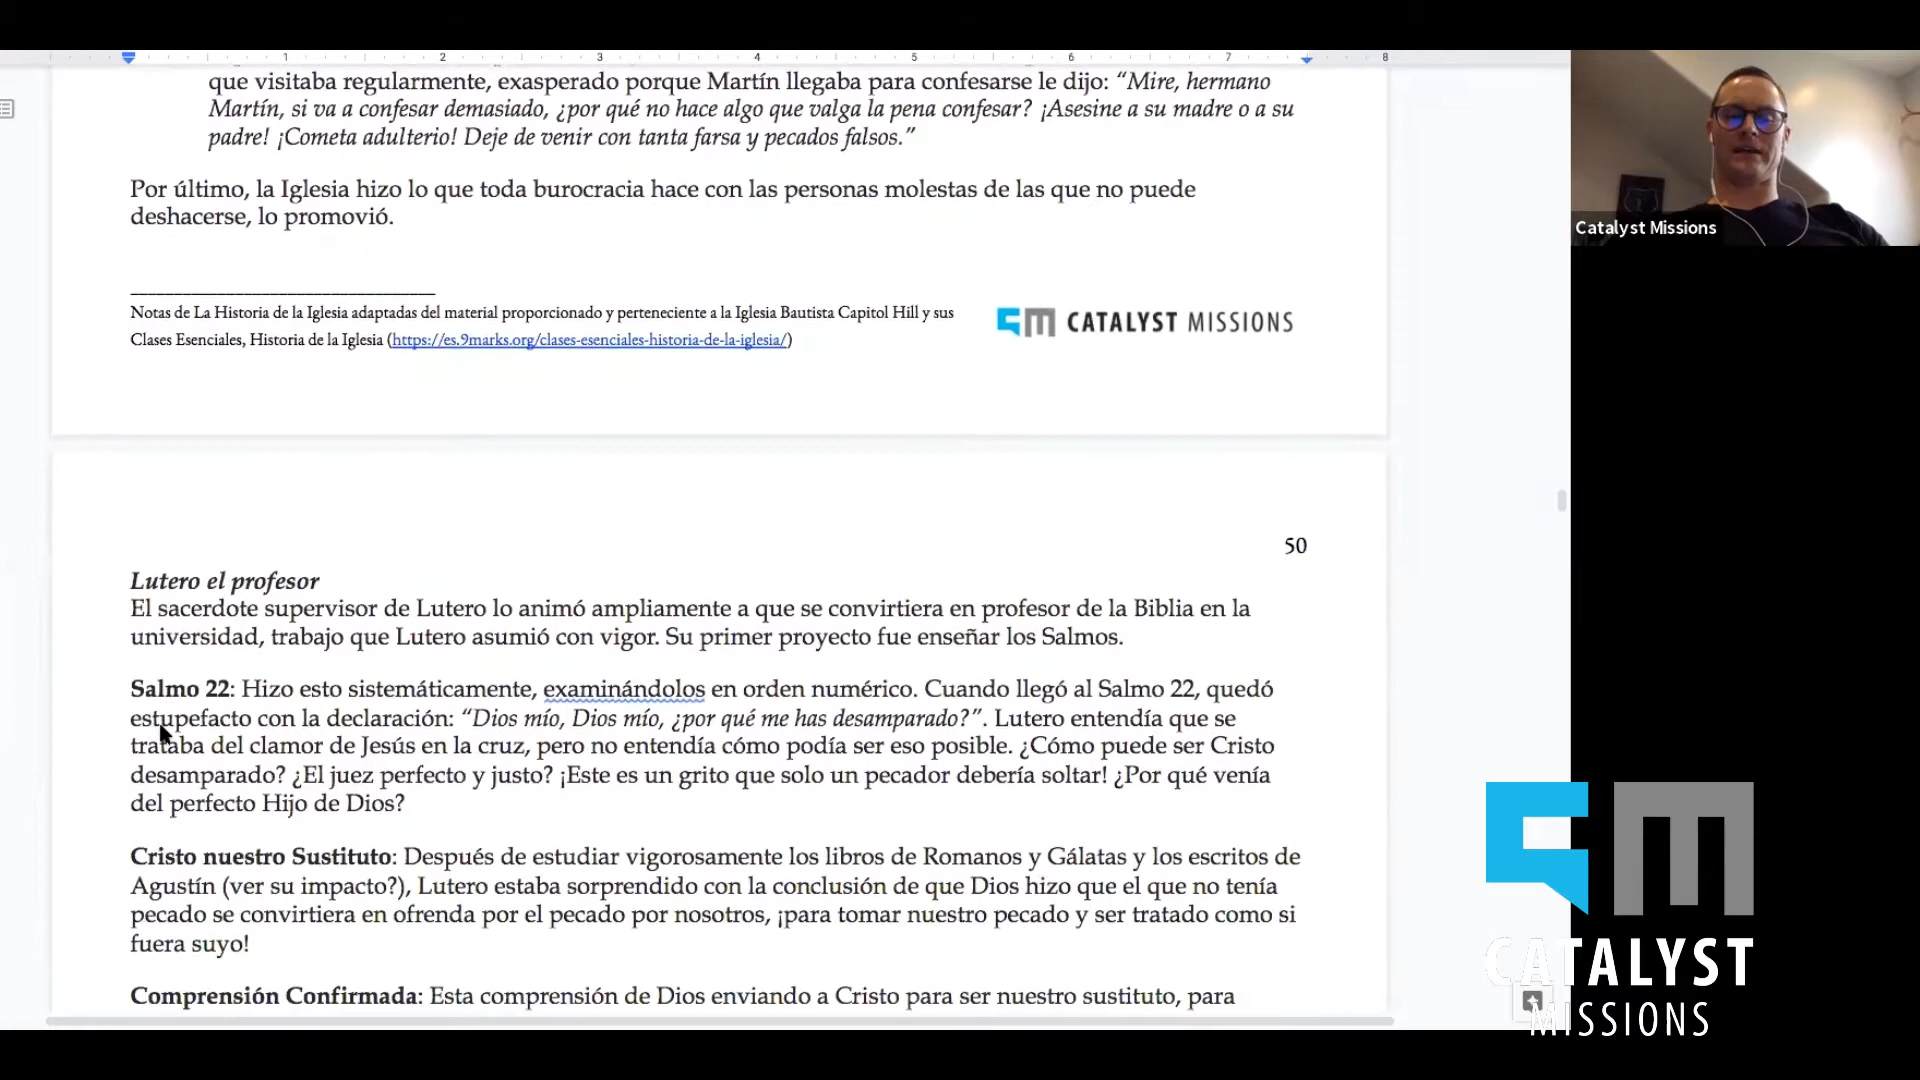 1 2 3 4 5 6 7 8
que visitaba regularmente, exasperado porque Martín llegaba para confesarse le dijo: “Mire, hermano
Martín, si va a confesar demasiado, ¿por qué no hace algo que valga la pena confesar? ¡Asesine a su madre o a su
padre! ¡Cometa adulterio! Deje de venir con tanta farsa y pecados falsos.”
Por último, la Iglesia hizo lo que toda burocracia hace con las personas molestas de las que no puede
deshacerse, lo promovió.
Notas de La Historia de la Iglesia adaptadas del material proporcionado y perteneciente a la Iglesia Bautista Capitol Hill y sus
Clases Esenciales, Historia de la Iglesia (https://es.9marks.org/clases-esenciales-historia-de-la-iglesia/)
CATALYST MISSIONS
50
Lutero el profesor
El sacerdote supervisor de Lutero lo animó ampliamente a que se convirtiera en profesor de la Biblia en la
universidad, trabajo que Lutero asumió con vigor. Su primer proyecto fue enseñar los Salmos.
Salmo 22: Hizo esto sistemáticamente, examinándolos en orden numérico. Cuando llegó al Salmo 22, quedó
estupefacto con la declaración: “Dios mío, Dios mío, ¿por qué me has desamparado?”. Lutero entendía que se
trataba del clamor de Jesús en la cruz, pero no entendía cómo podía ser eso posible. ¿Cómo puede ser Cristo
desamparado? ¿El juez perfecto y justo? ¡Este es un grito que solo un pecador debería soltar! ¿Por qué venía
del perfecto Hijo de Dios?
Cristo nuestro Sustituto: Después de estudiar vigorosamente los libros de Romanos y Gálatas y los escritos de
Agustín (ver su impacto?), Lutero estaba sorprendido con la conclusión de que Dios hizo que el que no tenía
pecado se convirtiera en ofrenda por el pecado por nosotros, ¡para tomar nuestro pecado y ser tratado como si
fuera suyo!
Comprensión Confirmada: Esta comprensión de Dios enviando a Cristo para ser nuestro sustituto, para
Catalyst Missions
CATALYST
MISSIONS